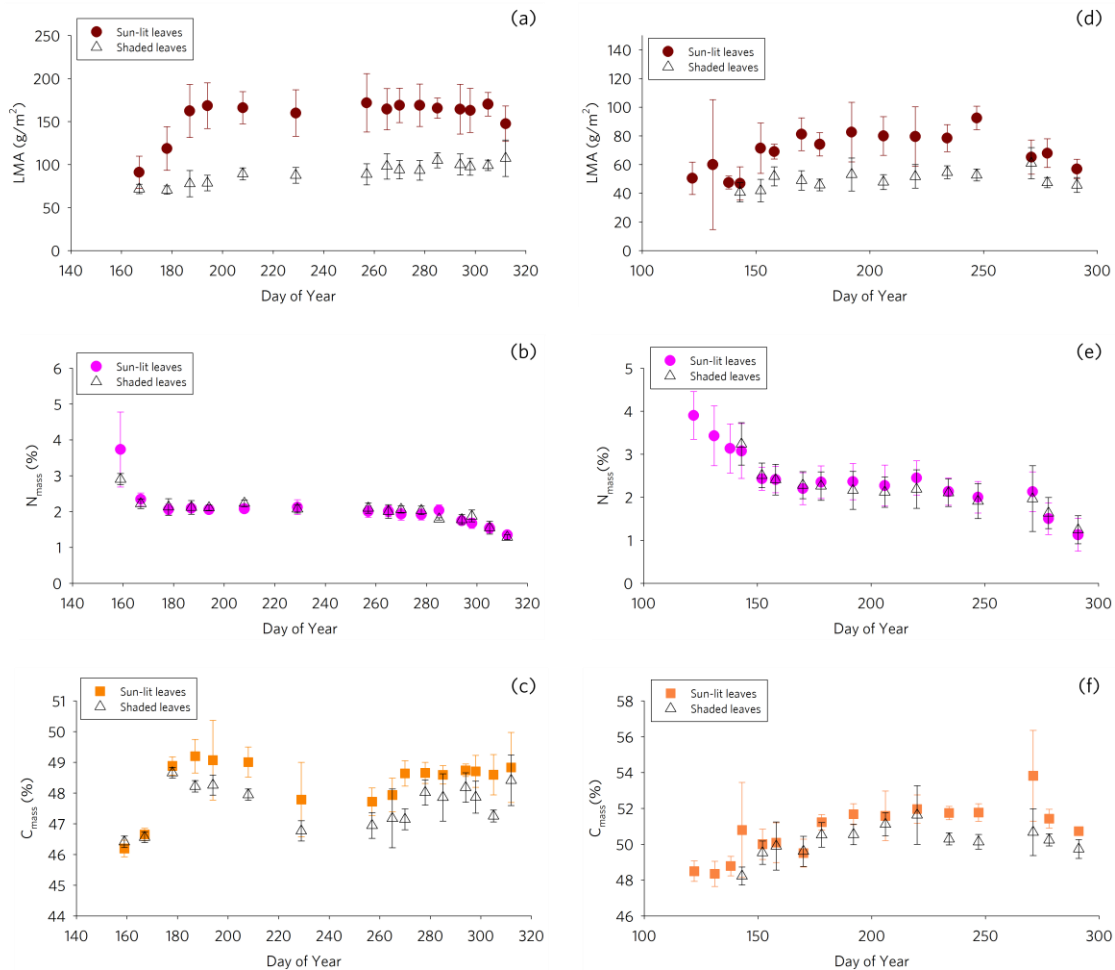 (a)
Sun-lit leaves
Shaded leaves
250
200
150
100
50
0
LMA (g/m²)
140 160 180 200 220 240 260 280 300 320
Day of Year
(d)
Sun-lit leaves
Shaded leaves
140
120
100
80
60
40
20
0
LMA (g/m²)
100 150 200 250 300
Day of Year
(b)
Sun-lit leaves
Shaded leaves
6
5
4
3
2
1
0
Nmass (%)
140 160 180 200 220 240 260 280 300 320
Day of Year
(e)
Sun-lit leaves
Shaded leaves
5
4
3
2
1
0
Nmass (%)
100 150 200 250 300
Day of Year
(c)
Sun-lit leaves
Shaded leaves
51
50
49
48
47
46
45
44
Cmass (%)
140 160 180 200 220 240 260 280 300 320
Day of Year
(f)
Sun-lit leaves
Shaded leaves
58
56
54
52
50
48
46
Cmass (%)
100 150 200 250 300
Day of Year